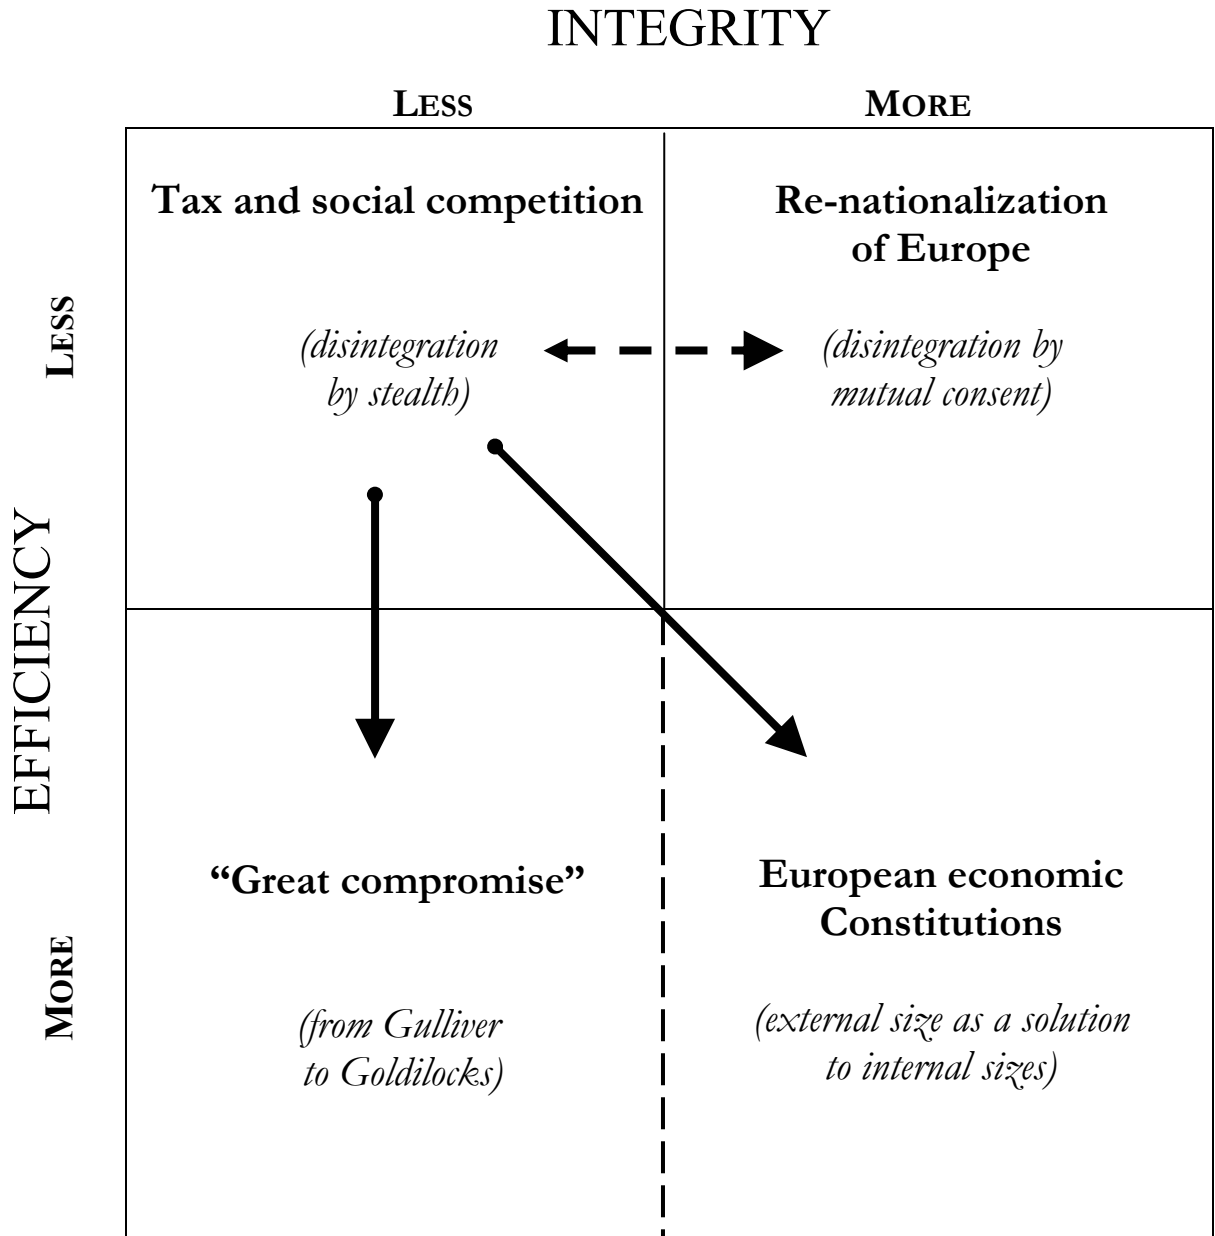 INTEGRITY
LESS MORE
Tax and social competition
Re-nationalization
of Europe
LESS
(disintegration
by stealth)
(disintegration by
mutual consent)
EFFICIENCY
“Great compromise”
European economic
Constitutions
MORE
(from Gulliver
to Goldilocks)
(external size as a solution
to internal sizes)